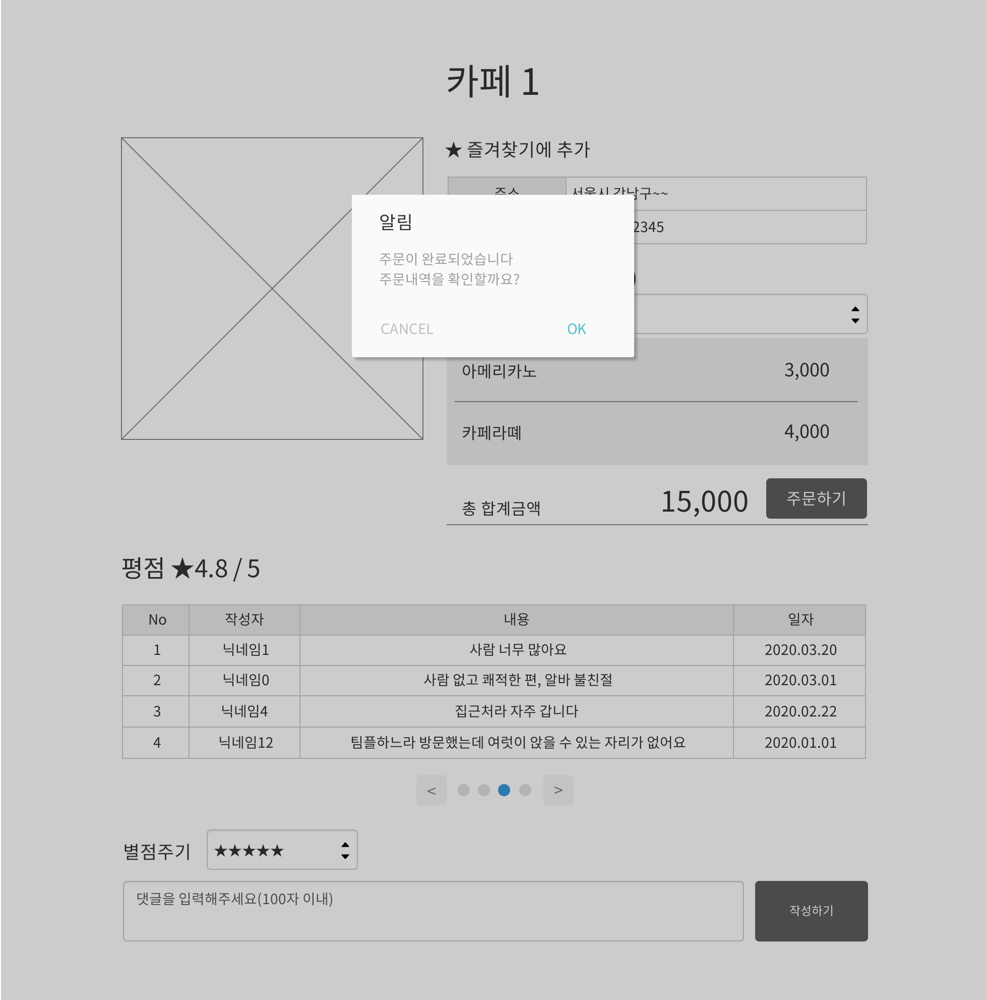 카페 1
★ 즐겨찾기에 추가
주소 서울시 강남구~~
2345
알림
주문이 완료되었습니다
주문내역을 확인할까요?
CANCEL OK
아메리카노 3,000
카페라뗴 4,000
총 합계금액 15,000 주문하기
평점 ★4.8 / 5
No 작성자 내용 일자
1 닉네임1 사람 너무 많아요 2020.03.20
2 닉네임0 사람 없고 쾌적한 편, 알바 불친절 2020.03.01
3 닉네임4 집근처라 자주 갑니다 2020.02.22
4 닉네임12 팀플하느라 방문했는데 여럿이 앉을 수 있는 자리가 없어요 2020.01.01
< >
별점주기 ★★★★★
댓글을 입력해주세요(100자 이내) 작성하기